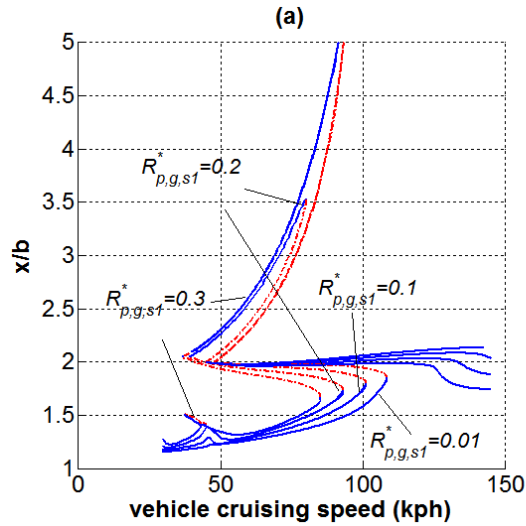 (a)
5
4.5
4
3.5
3
2.5
2
1.5
1
x/b
R*p,g,s1=0.2
R*p,g,s1=0.3
R*p,g,s1=0.1
R*p,g,s1=0.01
0 50 100 150
vehicle cruising speed (kph)